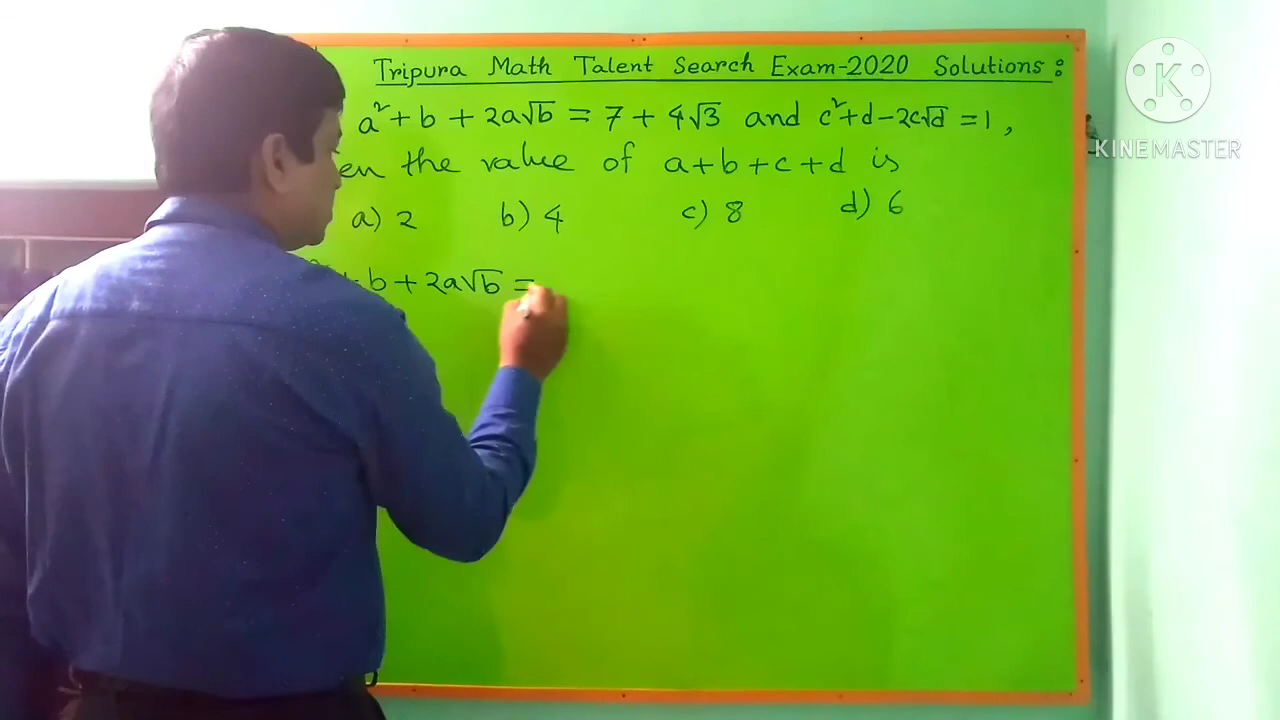 Tripura Math Talent Search Exam-2020 Solutions :
a² + b + 2a√b = 7 + 4√3 and c² + d - 2c√d = 1,
the value of a + b + c + d is
a) 2 b) 4 c) 8 d) 6
b + 2a√b =
K
KINEMASTER